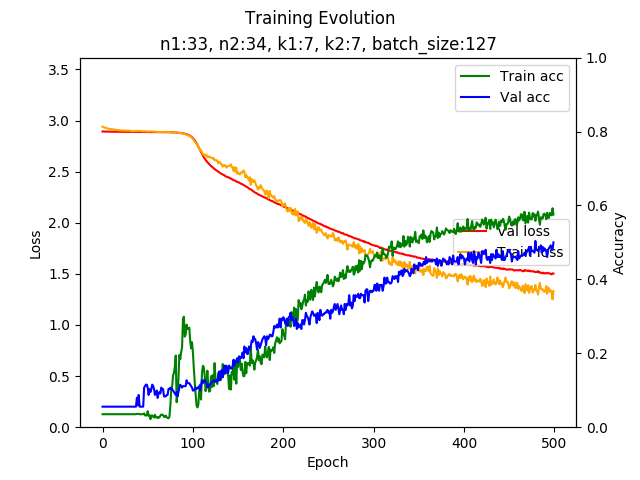 Training Evolution
n1:33, n2:34, k1:7, k2:7, batch_size:127
Train acc
Val acc
Val loss
Train loss
Loss
Accuracy
Epoch
0.0
0.5
1.0
1.5
2.0
2.5
3.0
3.5
0.0
0.2
0.4
0.6
0.8
1.0
0
100
200
300
400
500